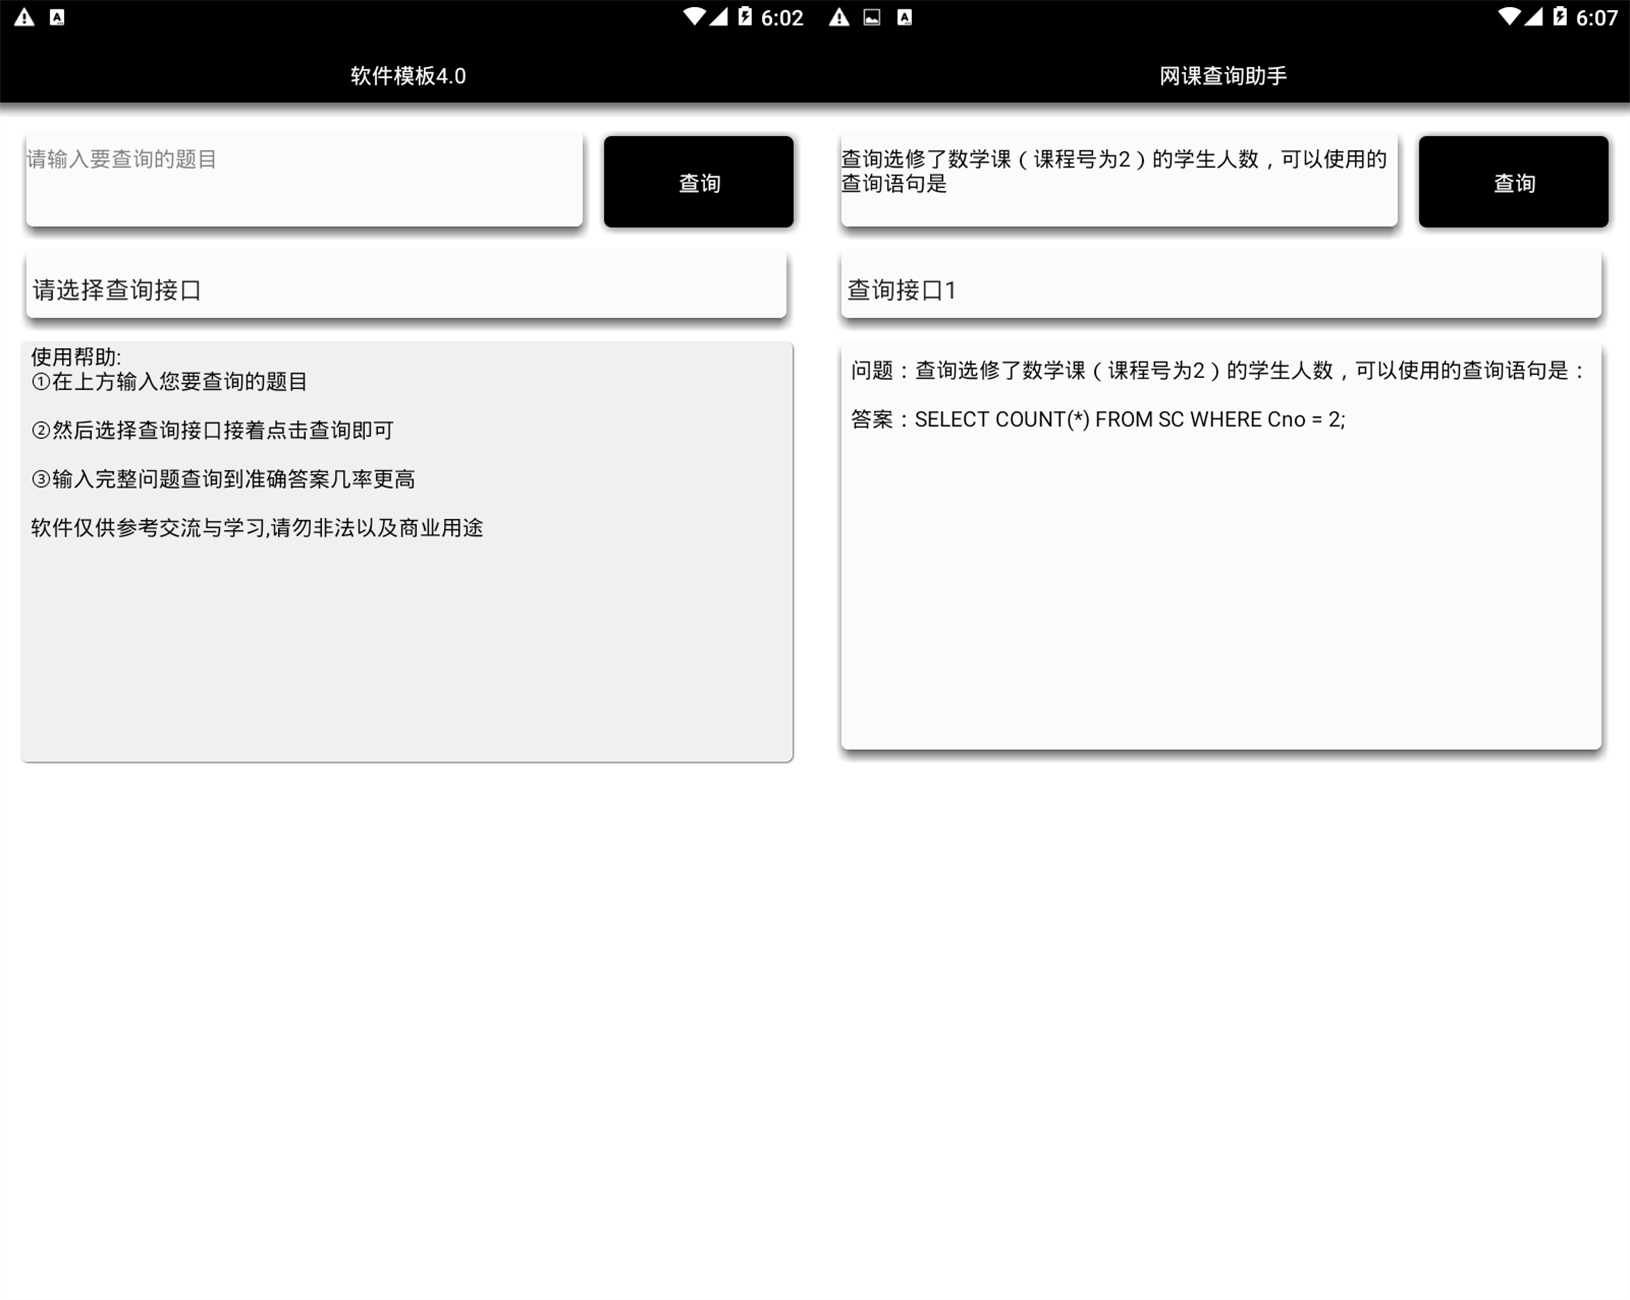 6:02
软件模板4.0
请输入要查询的题目
查询
请选择查询接口
使用帮助:
①在上方输入您要查询的题目
②然后选择查询接口接着点击查询即可
③输入完整问题查询到准确答案几率更高
软件仅供参考交流与学习,请勿非法以及商业用途
6:07
网课查询助手
查询选修了数学课（课程号为2）的学生人数，可以使用的
查询语句是
查询
查询接口1
问题：查询选修了数学课（课程号为2）的学生人数，可以使用的查询语句是：
答案：SELECT COUNT(*) FROM SC WHERE Cno = 2;